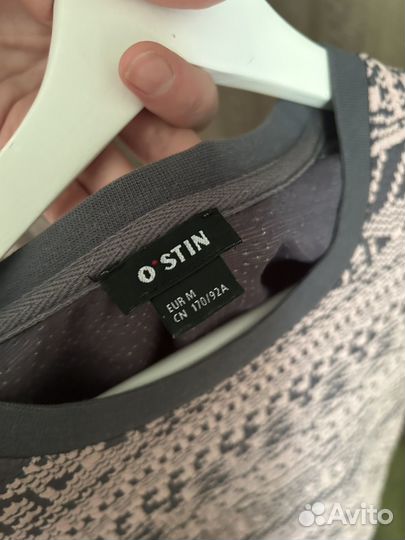 O'STIN
EUR M
CN 170/92A
Avito